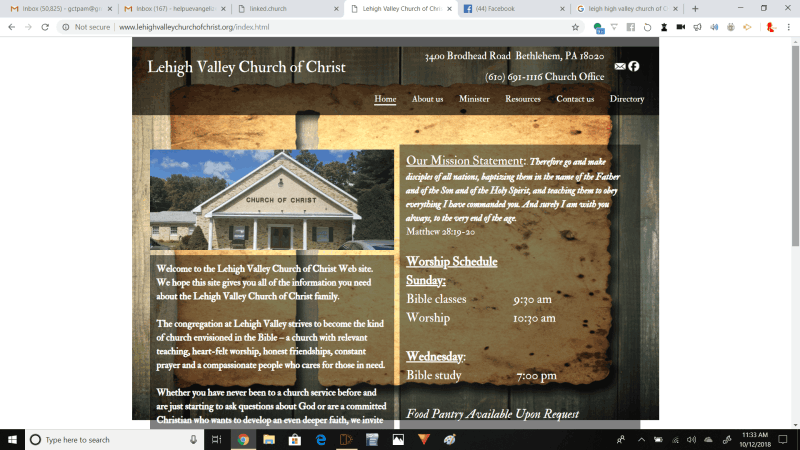 Inbox (50,825) - gctpam@g
Inbox (167) - helpuevangeli
linked.church
Lehigh Valley Church of Chri
(44) Facebook
leigh high valley church of C
Not secure | www.lehighvalleychurchofchrist.org/index.html
Lehigh Valley Church of Christ
3400 Brodhead Road Bethlehem, PA 18020
(610) 691-1116 Church Office
Home About us Minister Resources Contact us Directory
CHURCH OF CHRIST
Welcome to the Lehigh Valley Church of Christ Web site.
We hope this site gives you all of the information you need
about the Lehigh Valley Church of Christ family.
The congregation at Lehigh Valley strives to become the kind
of church envisioned in the Bible – a church with relevant
teaching, heart-felt worship, honest friendships, constant
prayer and a compassionate people who cares for those in need.
Whether you have never been to a church service before and
are just starting to ask questions about God or are a committed
Christian who wants to develop an even deeper faith, we invite
Our Mission Statement: Therefore go and make
disciples of all nations, baptizing them in the name of the Father
and of the Son and of the Holy Spirit, and teaching them to obey
everything I have commanded you. And surely I am with you
always, to the very end of the age.
Matthew 28:19-20
Worship Schedule
Sunday:
Bible classes 9:30 am
Worship 10:30 am
Wednesday:
Bible study 7:00 pm
Food Pantry Available Upon Request
Type here to search
11:33 AM
10/12/2018